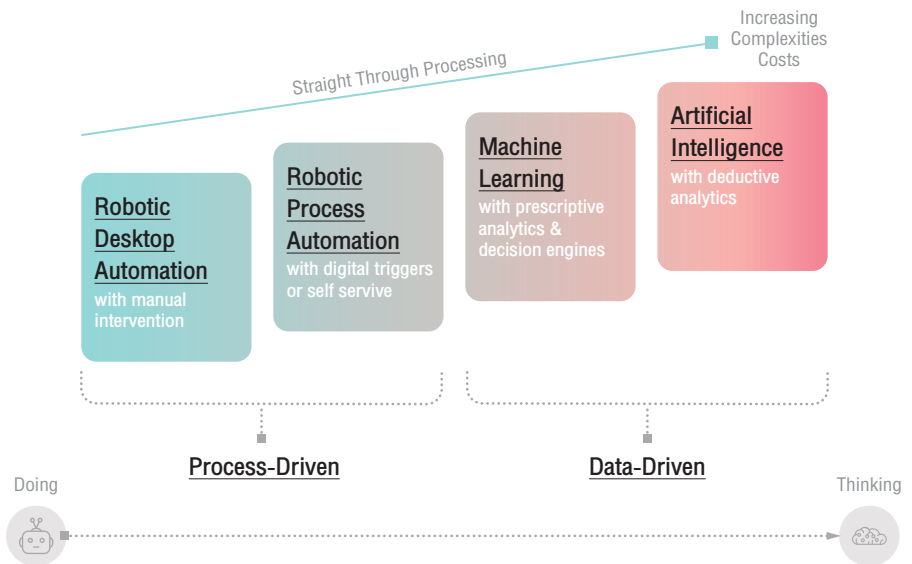 Increasing
Complexities
Costs
Straight Through Processing
Robotic
Desktop
Automation
with manual
intervention
Robotic
Process
Automation
with digital triggers
or self servive
Machine
Learning
with prescriptive
analytics &
decision engines
Artificial
Intelligence
with deductive
analytics
Process-Driven
Data-Driven
Doing
Thinking